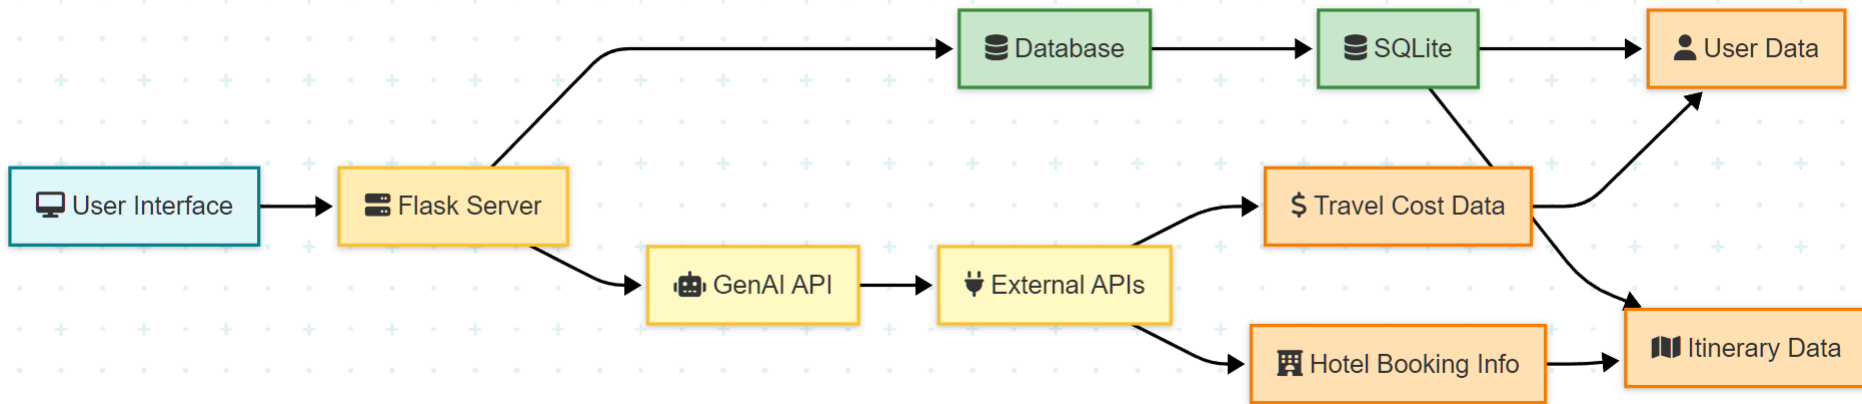 Database
SQLite
User Data
User Interface
Flask Server
$ Travel Cost Data
GenAI API
External APIs
Hotel Booking Info
Itinerary Data